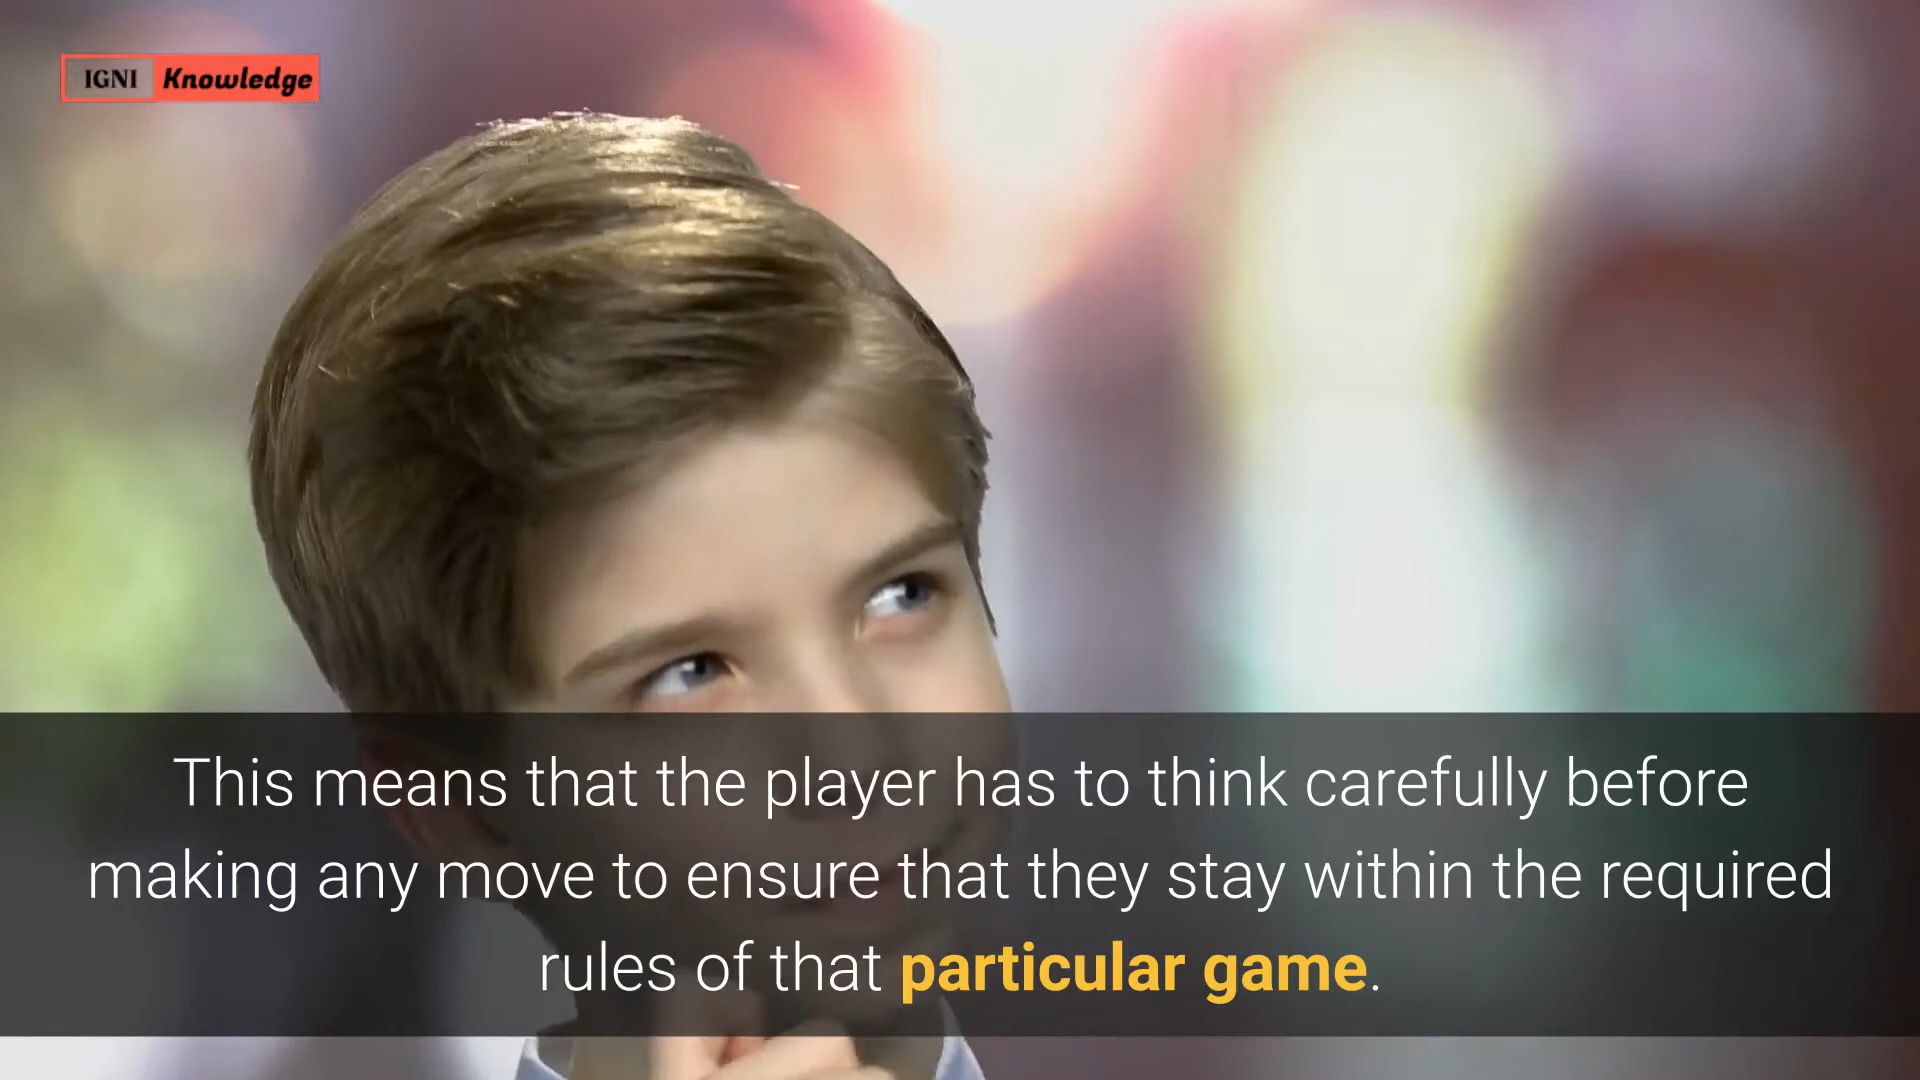 IGNI Knowledge
This means that the player has to think carefully before
making any move to ensure that they stay within the required
rules of that particular game.